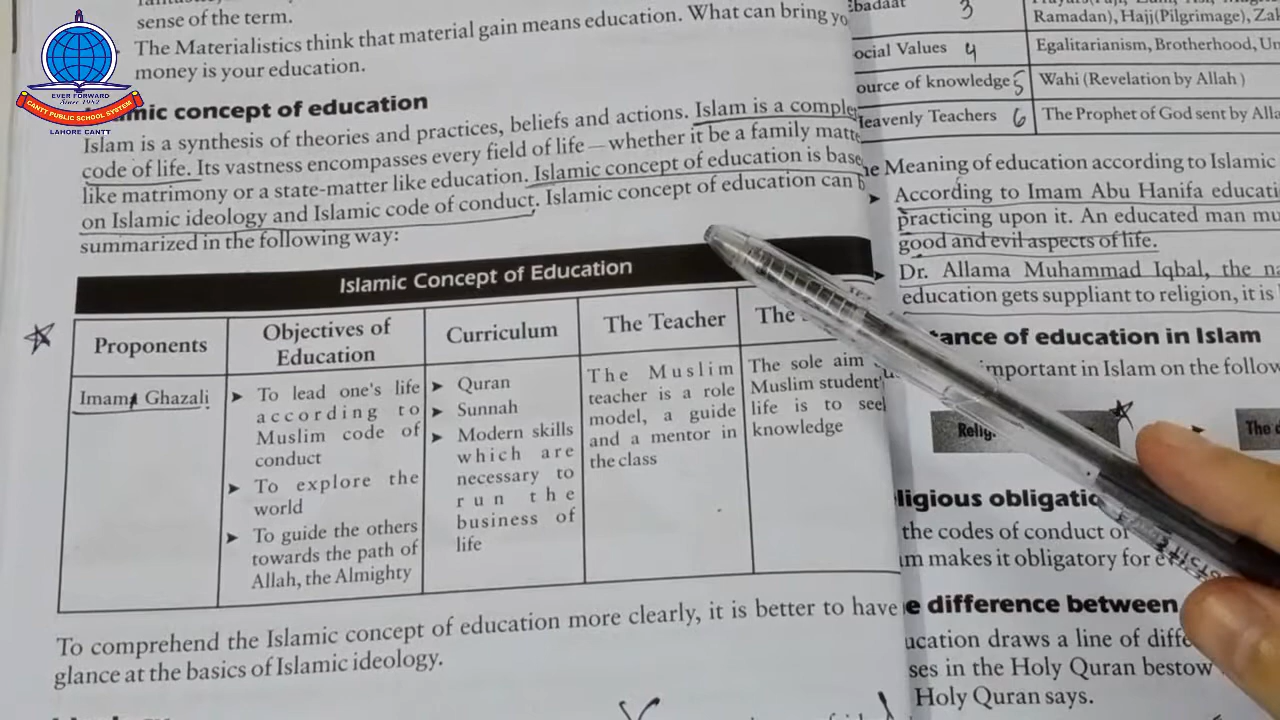 sense of the term.
The Materialistics think that material gain means education. What can bring yo
money is your education.
EVER FORWARD
Since 1982
CANTT PUBLIC SCHOOL SYSTEM
LAHORE CANTT
mic concept of education
Islam is a synthesis of theories and practices, beliefs and actions. Islam is a comple
code of life. Its vastness encompasses every field of life—whether it be a family matte
like matrimony or a state-matter like education. Islamic concept of education is base
on Islamic ideology and Islamic code of conduct. Islamic concept of education can b
summarized in the following way:
Islamic Concept of Education
Proponents
Objectives of
Education
Curriculum
The Teacher
The
Imam Ghazali
➤ To lead one's life
according to
Muslim code of
conduct
➤ To explore the
world
➤ To guide the others
towards the path of
Allah, the Almighty
➤ Quran
➤ Sunnah
➤ Modern skills
which are
necessary to
run the
business of
life
The Muslim
teacher is a role
model, a guide
and a mentor in
the class
The sole aim
Muslim student'
life is to see
knowledge
To comprehend the Islamic concept of education more clearly, it is better to have
glance at the basics of Islamic ideology.
badaat 3
Ramadan), Hajj(Pilgrimage), Za
ocial Values 4 Egalitarianism, Brotherhood, Un
ource of knowledge 5 Wahi (Revelation by Allah )
Heavenly Teachers 6 The Prophet of God sent by Alla
he Meaning of education according to Islamic
➤ According to Imam Abu Hanifa educati
practicing upon it. An educated man mu
good and evil aspects of life.
➤ Dr. Allama Muhammad Iqbal, the na
education gets suppliant to religion, it is
tance of education in Islam
important in Islam on the follow
Relig
The d
ligious obligatio
the codes of conduct of
am makes it obligatory for e
e difference between
ucation draws a line of diffe
ses in the Holy Quran bestow
Holy Quran says.